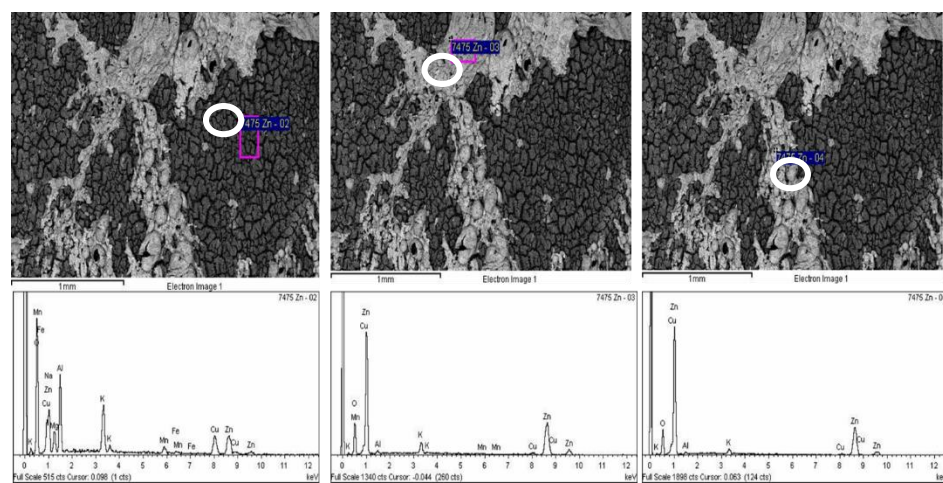 475 Zn - 02
7475 Zn - 03
7475 Zn - 04
1mm Electron Image 1
1mm Electron Image 1
1mm Electron Image 1
7475 Zn - 02
Mn
Fe
O
Na
Zn
Cu
K
Mg
Al
K
K
Mn
Fe
Mn
Fe
Cu
Zn
Cu
Zn
0 1 2 3 4 5 6 7 8 9 10 11 12
Full Scale 515 cts Cursor: 0.098 (1 cts) keV
7475 Zn - 03
Zn
Cu
O
Mn
K
Al
K
K
Mn Mn
Cu
Zn
Cu
Zn
0 1 2 3 4 5 6 7 8 9 10 11 12
Full Scale 1340 cts Cursor: -0.044 (260 cts) keV
7475 Zn - 0
Zn
Cu
O
K
Al
K
Cu
Zn
Cu
Zn
0 1 2 3 4 5 6 7 8 9 10 11 12
Full Scale 1898 cts Cursor: 0.063 (124 cts) keV